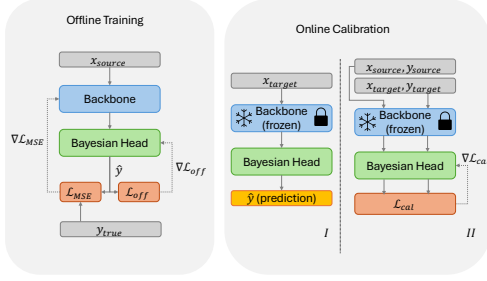 Offline Training
x_source
Backbone
∇ℒ_MSE
Bayesian Head
ŷ
∇ℒ_off
ℒ_MSE
ℒ_off
y_true
Online Calibration
x_target
Backbone
(frozen)
Bayesian Head
ŷ (prediction)
I
x_source, y_source
x_target, y_target
Backbone
(frozen)
Bayesian Head
∇ℒ_ca
ℒ_cal
II